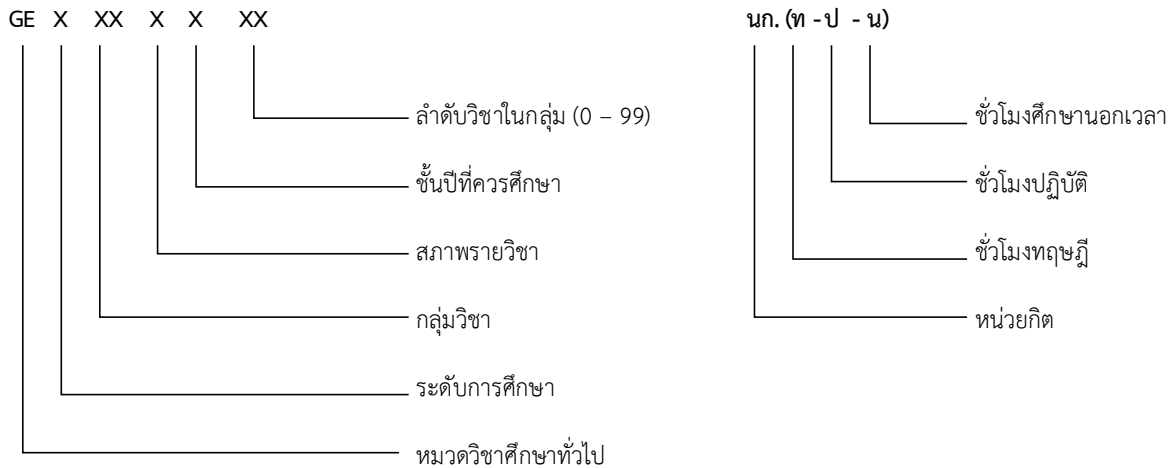 GE X XX X X XX นก. (ท - ป - น)
ลำดับวิชาในกลุ่ม (0 – 99) ชั่วโมงศึกษานอกเวลา
ชั้นปีที่ควรศึกษา ชั่วโมงปฏิบัติ
สภาพรายวิชา ชั่วโมงทฤษฎี
กลุ่มวิชา หน่วยกิต
ระดับการศึกษา
หมวดวิชาศึกษาทั่วไป